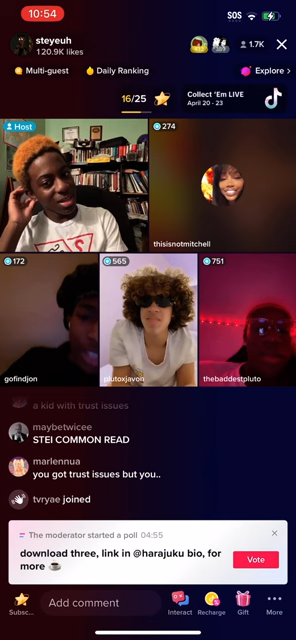 10:54
SOS
steyeuh
120.9K likes
1.7K
Multi-guest
Daily Ranking
Explore >
16/25
Collect 'Em LIVE
April 20 - 23
Host
274
thisisnotmitchell
172
565
751
gofindjon
plutoxjavon
thebaddestpluto
a kid with trust issues
maybetwicee
STEI COMMON READ
marlennua
you got trust issues but you..
tvryae joined
The moderator started a poll 04:55
download three, link in @harajuku bio, for
more ☕
Vote
Subsc...
Add comment
Interact
Recharge
Gift
More